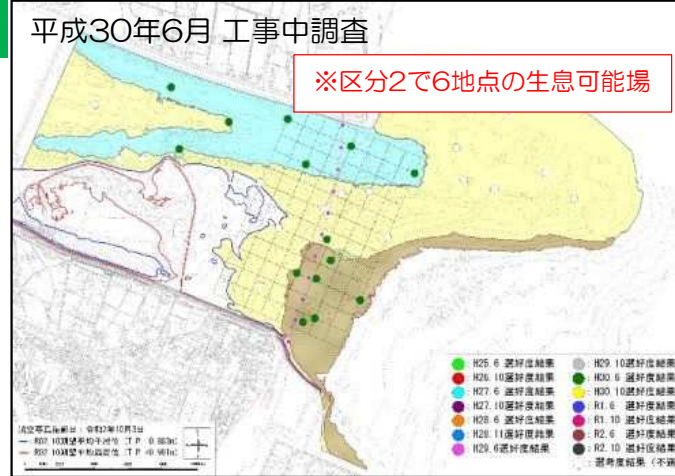 平成30年6月 工事中調査
※区分2で6地点の生息可能場
H25.6 選好度結果
H26.10選好度結果
H27.6 選好度結果
H27.10選好度結果
H28.6 選好度結果
H28.11選好度結果
H29.6選好度結果
H29.10選好度結果
H30.6 選好度結果
H30.10選好度結果
R1.6 選好度結果
R1.10 選好度結果
R2.6 選好度結果
R2.10 選好度結果